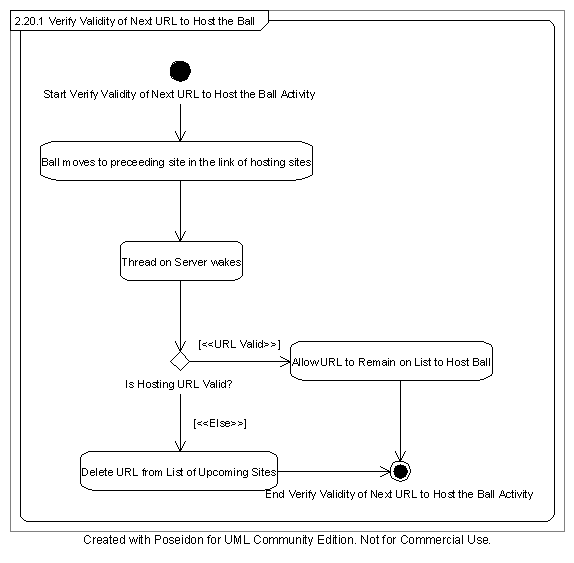 2.20.1 Verify Validity of Next URL to Host the Ball
Start Verify Validity of Next URL to Host the Ball Activity
Ball moves to preceeding site in the link of hosting sites
Thread on Server wakes
[<<URL Valid>>]
Allow URL to Remain on List to Host Ball
Is Hosting URL Valid?
[<<Else>>]
Delete URL from List of Upcoming Sites
End Verify Validity of Next URL to Host the Ball Activity
Created with Poseidon for UML Community Edition. Not for Commercial Use.